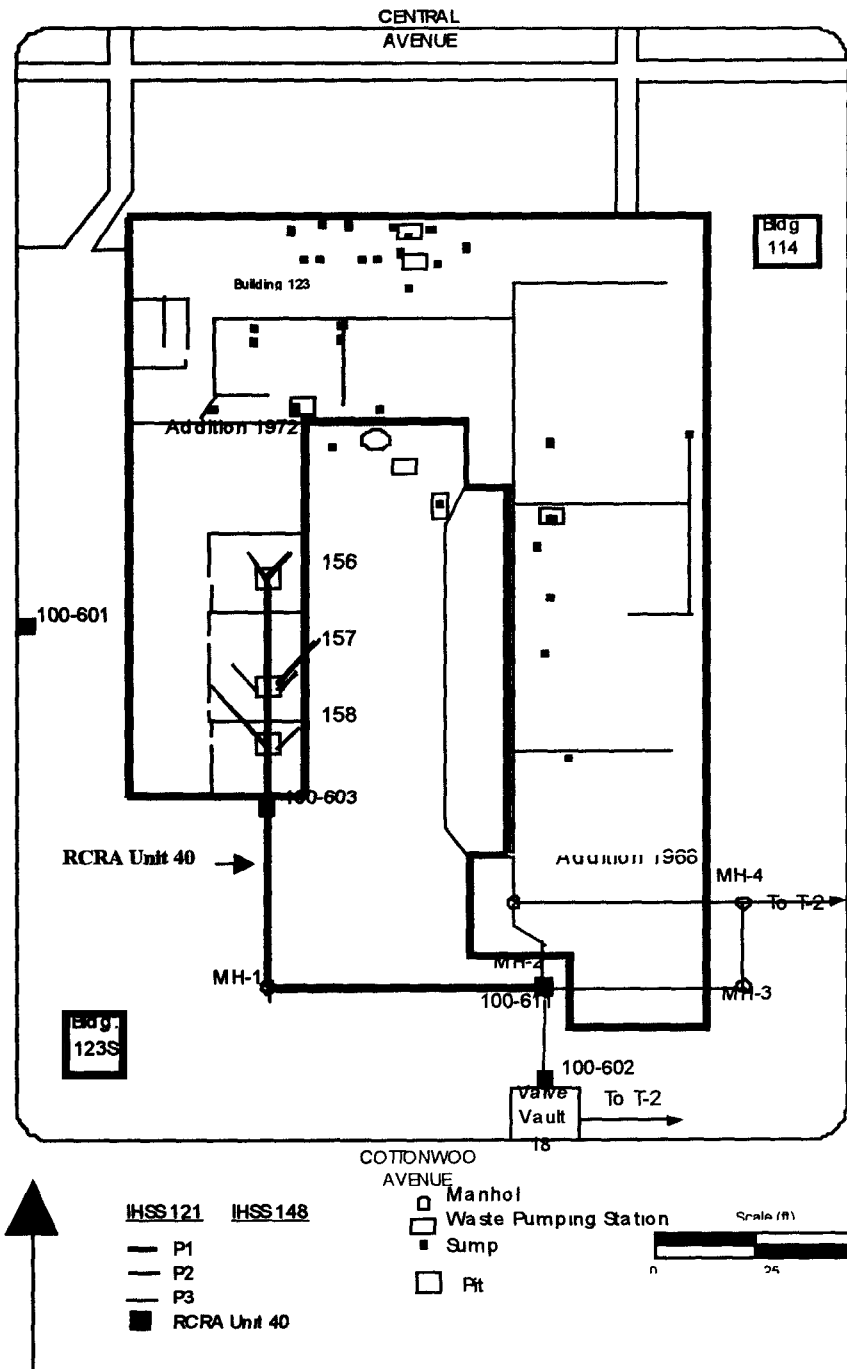 CENTRAL
AVENUE
Bldg
114
Building 123
Addition 1972
156
100-601
157
158
100-603
RCRA Unit 40
Addition 1966
MH-4
To T-2
MH-2
MH-1
100-611
MH-3
Bldg.
123S
100-602
Valve
Vault
18
To T-2
COTTONWOO
AVENUE
IHSS 121 IHSS 148
P1
P2
P3
RCRA Unit 40
Manhol
Waste Pumping Station
Sump
Pit
Scale (ft)
0 25